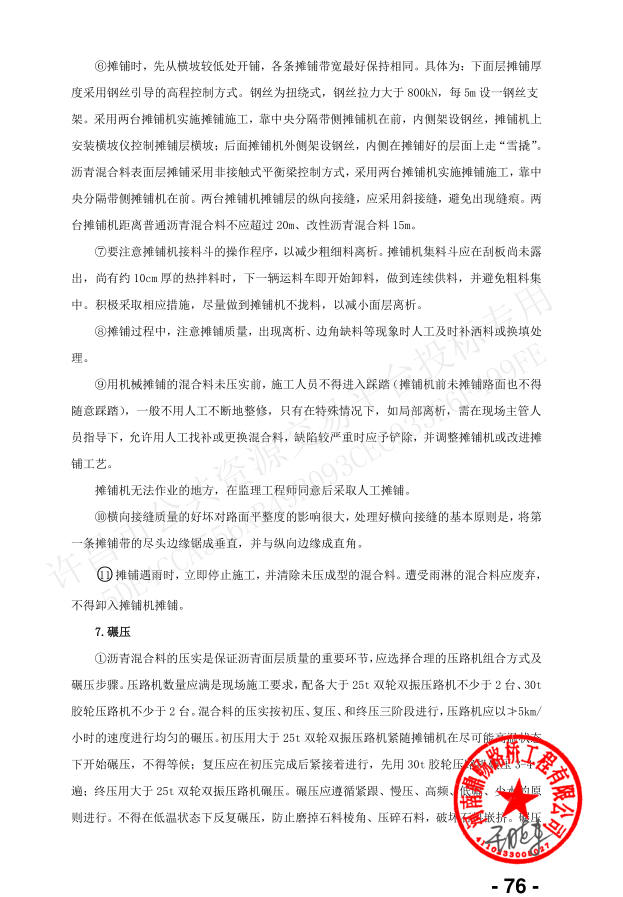 ⑥摊铺时，先从横坡较低处开铺，各条摊铺带宽最好保持相同。具体为：下面层摊铺厚
度采用钢丝引导的高程控制方式。钢丝为扭绕式，钢丝拉力大于800kN，每5m设一钢丝支
架。采用两台摊铺机实施摊铺施工，靠中央分隔带侧摊铺机在前，内侧架设钢丝，摊铺机上
安装横坡仪控制摊铺层横坡；后面摊铺机外侧架设钢丝，内侧在摊铺好的层面上走“雪撬”。
沥青混合料表面层摊铺采用非接触式平衡梁控制方式，采用两台摊铺机实施摊铺施工，靠中
央分隔带侧摊铺机在前。两台摊铺机摊铺层的纵向接缝，应采用斜接缝，避免出现缝痕。两
台摊铺机距离普通沥青混合料不应超过20m、改性沥青混合料15m。
⑦要注意摊铺机接料斗的操作程序，以减少粗细料离析。摊铺机集料斗应在刮板尚未露
出，尚有约10cm厚的热拌料时，下一辆运料车即开始卸料，做到连续供料，并避免粗料集
中。积极采取相应措施，尽量做到摊铺机不拢料，以减小面层离析。
⑧摊铺过程中，注意摊铺质量，出现离析、边角缺料等现象时人工及时补洒料或换填处
理。
⑨用机械摊铺的混合料未压实前，施工人员不得进入踩踏（摊铺机前未摊铺路面也不得
随意踩踏），一般不用人工不断地整修，只有在特殊情况下，如局部离析，需在现场主管人
员指导下，允许用人工找补或更换混合料，缺陷较严重时应予铲除，并调整摊铺机或改进摊
铺工艺。
摊铺机无法作业的地方，在监理工程师同意后采取人工摊铺。
⑩横向接缝质量的好坏对路面平整度的影响很大，处理好横向接缝的基本原则是，将第
一条摊铺带的尽头边缘锯成垂直，并与纵向边缘成直角。
⑪摊铺遇雨时，立即停止施工，并清除未压成型的混合料。遭受雨淋的混合料应废弃，
不得卸入摊铺机摊铺。
7.碾压
①沥青混合料的压实是保证沥青面层质量的重要环节，应选择合理的压路机组合方式及
碾压步骤。压路机数量应满是现场施工要求，配备大于25t双轮双振压路机不少于2台、30t
胶轮压路机不少于2台。混合料的压实按初压、复压、和终压三阶段进行，压路机应以≯5km/
小时的速度进行均匀的碾压。初压用大于25t双轮双振压路机紧随摊铺机在尽可能高温状态
下开始碾压，不得等候；复压应在初压完成后紧接着进行，先用30t胶轮压路机碾压3-4
遍；终压用大于25t双轮双振压路机碾压。碾压应遵循紧跟、慢压、高频、低幅、少水的原
则进行。不得在低温状态下反复碾压，防止磨掉石料棱角、压碎石料，破坏石料嵌挤。碾压
许昌市公共资源交易平台投标专用
- 76 -